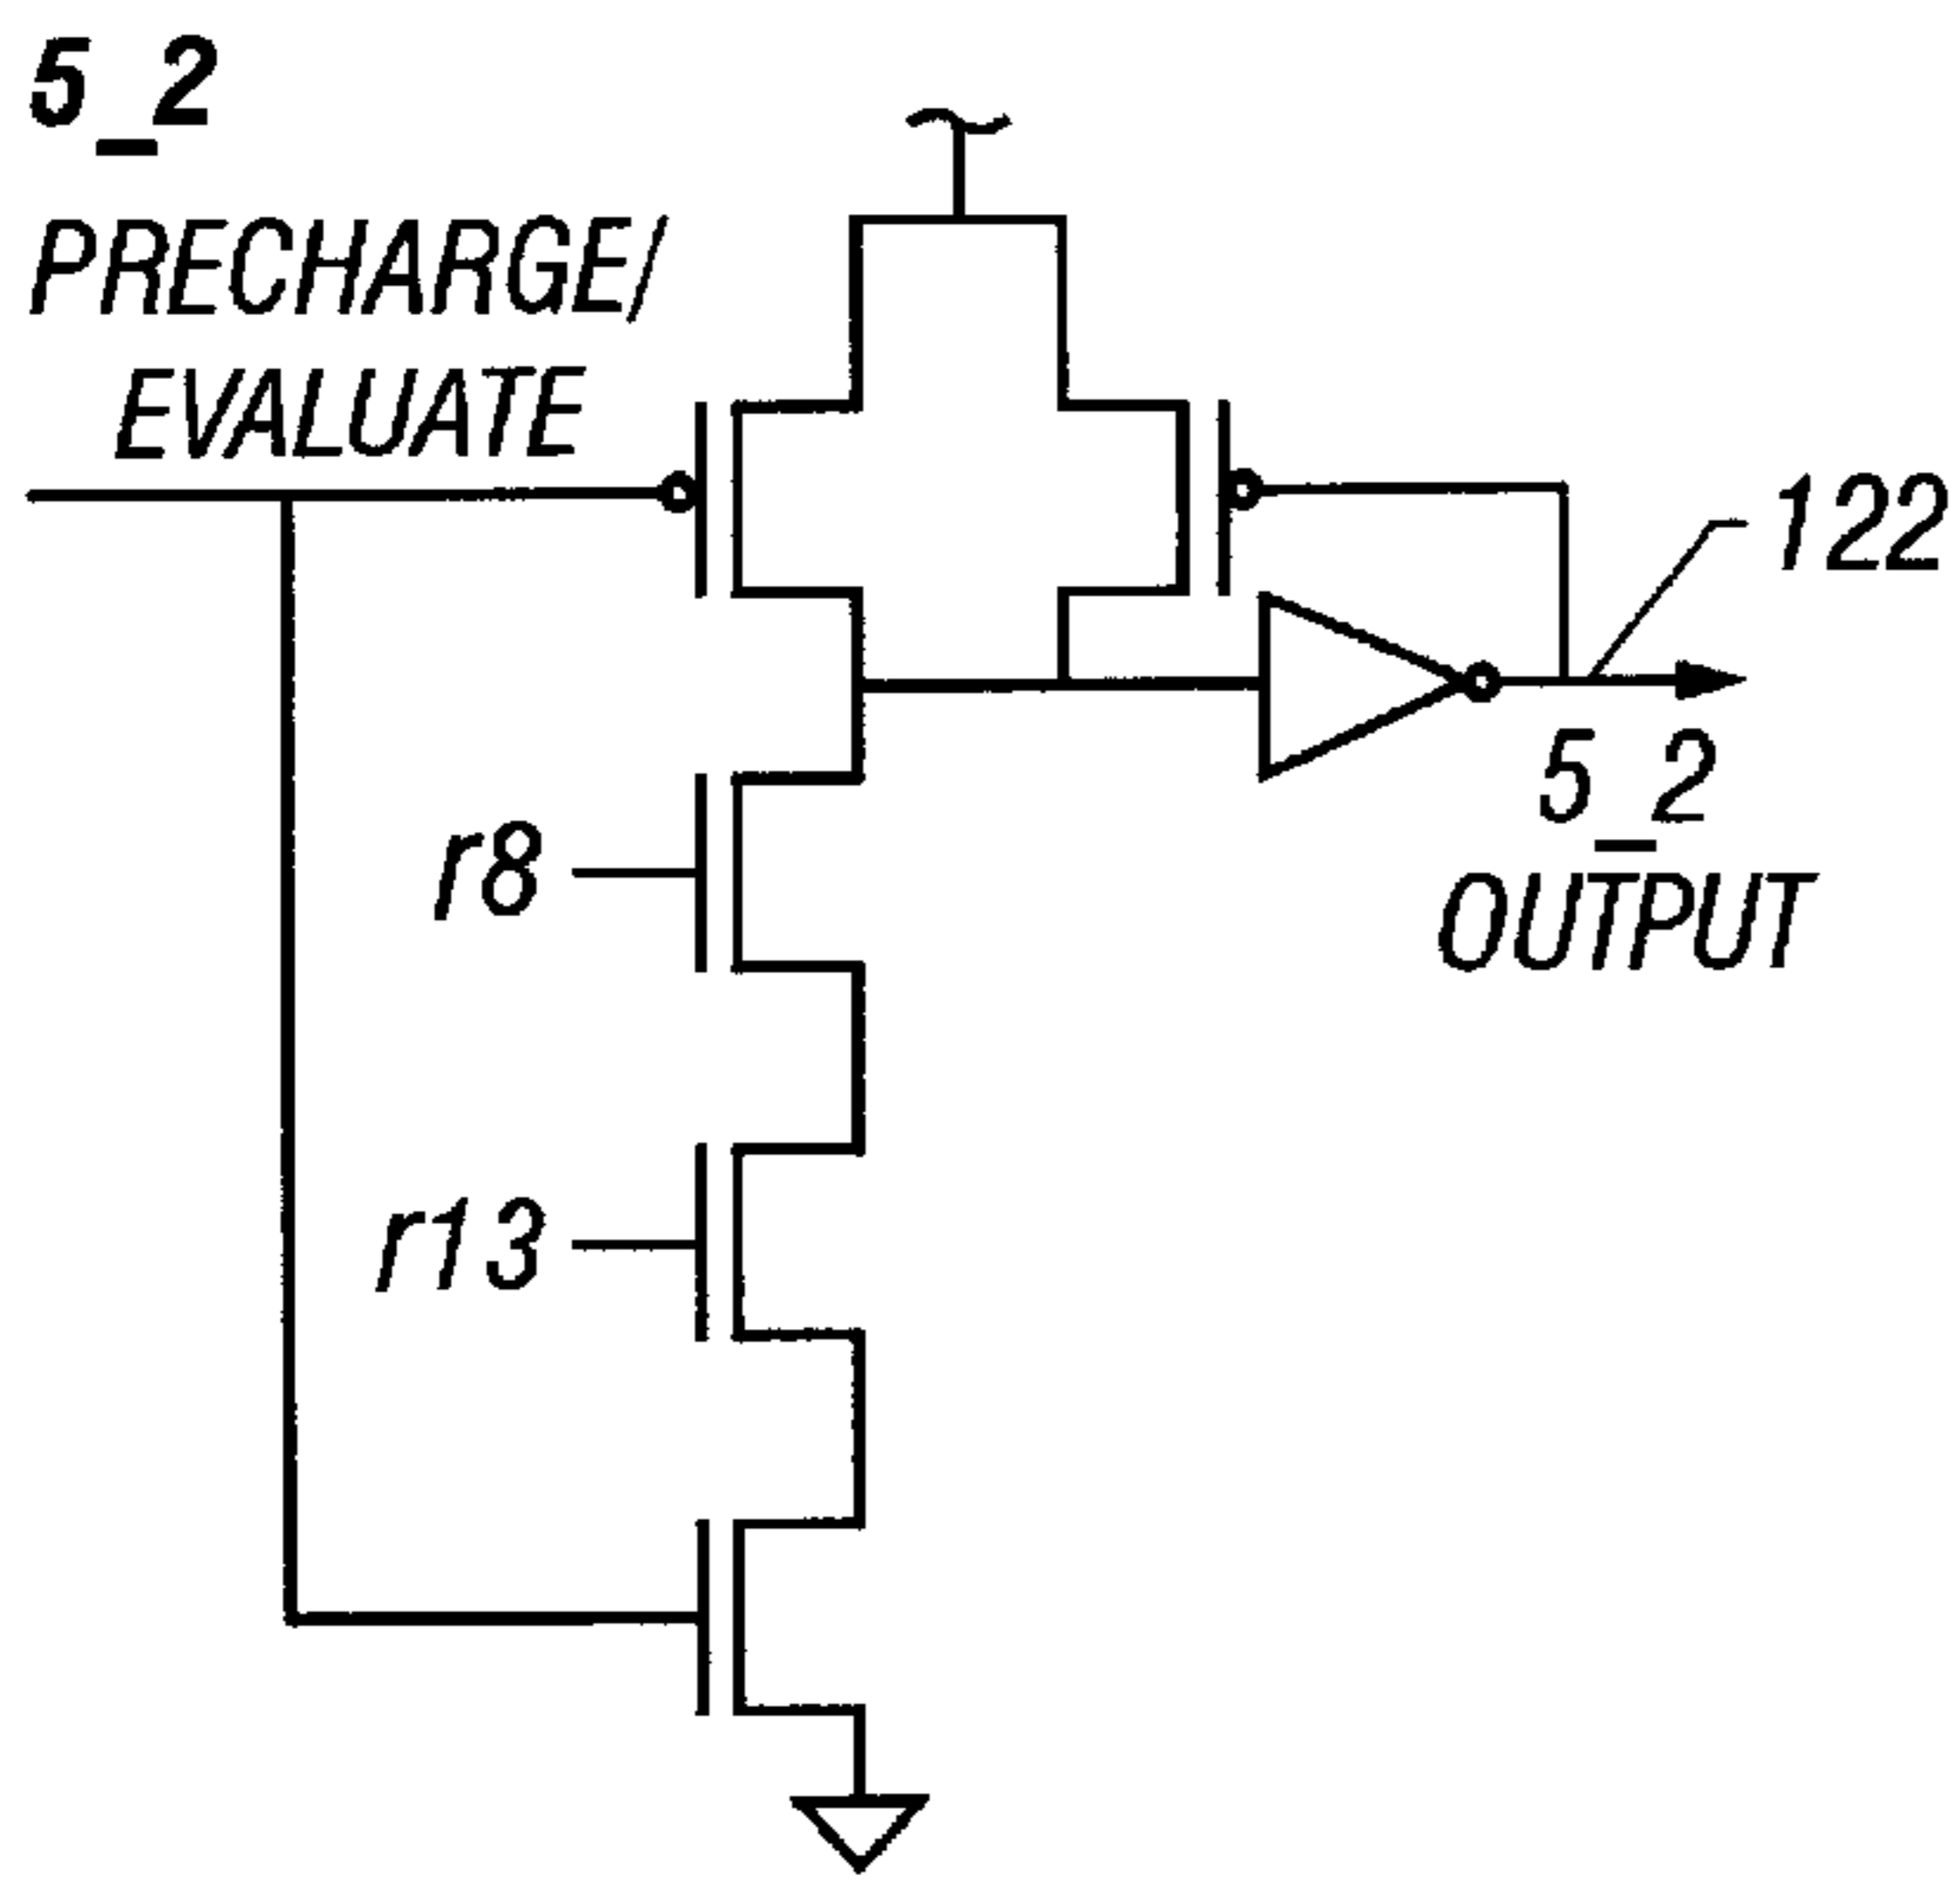 5_2
PRECHARGE/
EVALUATE
122
5_2
OUTPUT
r8
r13